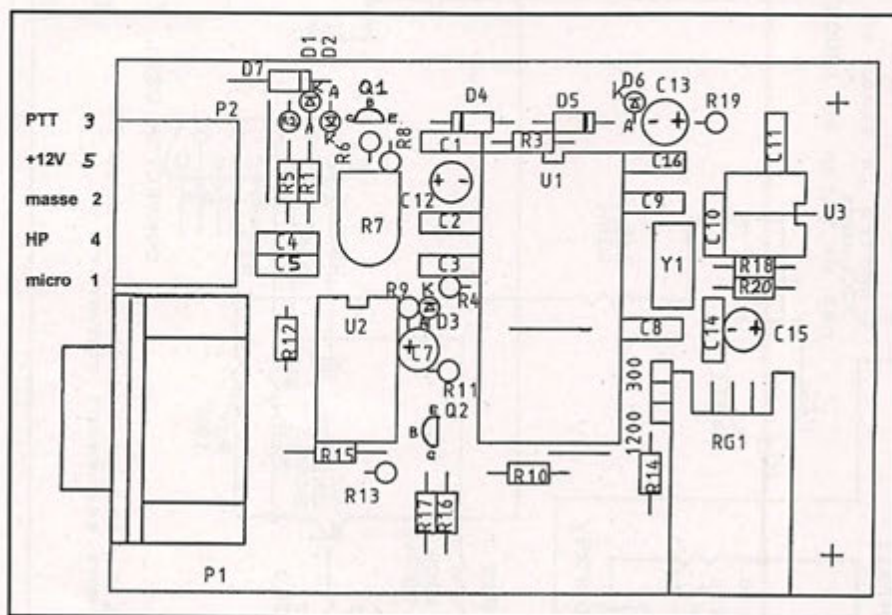 D1
D2
D7
K
A
P2
R2
A
K
PTT 3
+12V 5
masse 2
HP 4
micro 1
Q1
B
C
E
R6
R8
R5
R1
R7
C4
C5
D4
D5
C1
R3
C12
+ -
C2
C3
U1
D6
K
A
C13
- +
R19
C16
C9
C11
C10
U3
Y1
R18
R20
C8
C14
- +
C15
R9
K
A
D3
R4
U2
R12
+
C7
R11
E
Q2
B
C
R15
R13
R17
R16
R10
300
1200
R14
RG1
P1